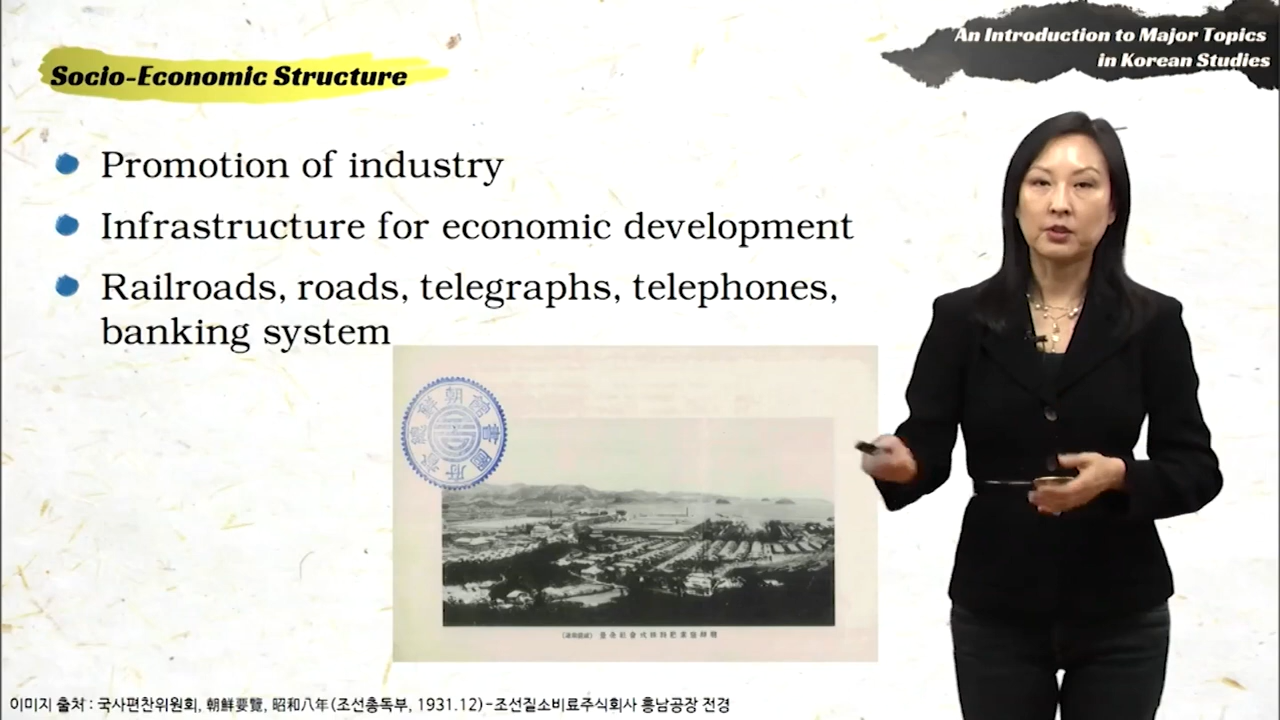 An Introduction to Major Topics
in Korean Studies
Socio-Economic Structure
Promotion of industry
Infrastructure for economic development
Railroads, roads, telegraphs, telephones,
banking system
이미지 출처 : 국사편찬위원회, 朝鮮要覽, 昭和八年(조선총독부, 1931.12)-조선질소비료주식회사 흥남공장 전경